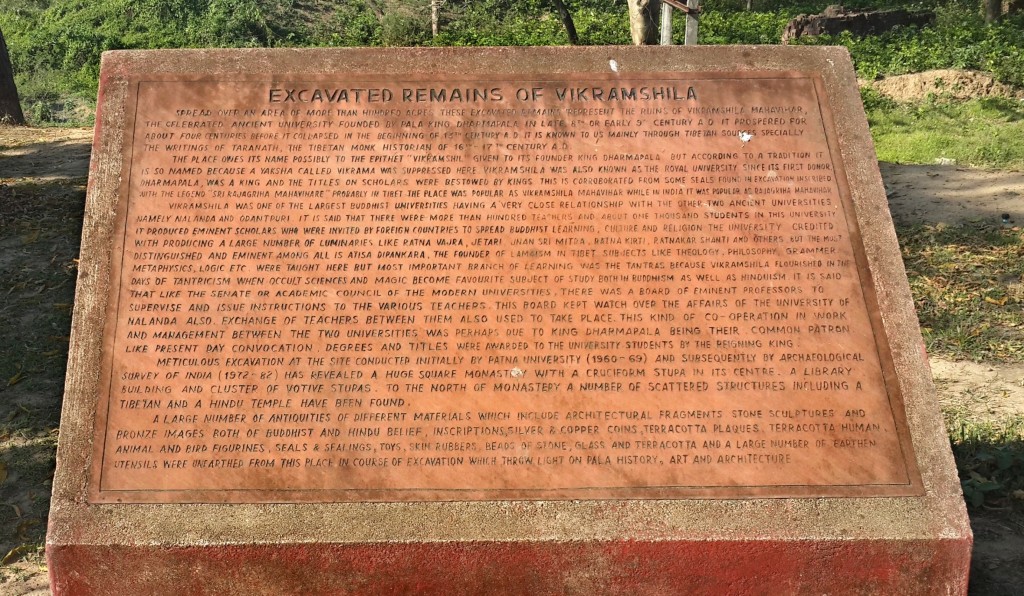 EXCAVATED REMAINS OF VIKRAMSHILA
SPREAD OVER AN AREA OF MORE THAN HUNDRED ACRES THESE EXCAVATED REMAINS REPRESENT THE RUINS OF VIKRAMSHILA MAHAVIHAR,
THE CELEBRATED ANCIENT UNIVERSITY FOUNDED BY PALA KING DHARMAPALA IN LATE 8TH OR EARLY 9TH CENTURY A D IT PROSPERED FOR
ABOUT FOUR CENTURIES BEFORE IT COLLAPSED IN THE BEGINNING OF 13TH CENTURY A.D. IT IS KNOWN TO US MAINLY THROUGH TIBETAN SOURCES SPECIALLY
THE WRITINGS OF TARANATH, THE TIBETAN MONK HISTORIAN OF 16TH-17TH CENTURY A.D.
THE PLACE OWES ITS NAME POSSIBLY TO THE EPITHET "VIKRAMSHIL" GIVEN TO ITS FOUNDER KING DHARMAPALA BUT ACCORDING TO A TRADITION IT
IS SO NAMED BECAUSE A YAKSHA CALLED VIKRAMA WAS SUPPRESSED HERE. VIKRAMSHILA WAS ALSO KNOWN AS THE ROYAL UNIVERSITY SINCE ITS FIRST DONOR
DHARMAPALA, WAS A KING AND THE TITLES ON SCHOLARS WERE BESTOWED BY KINGS. THIS IS CORROBORATED FROM SOME SEALS FOUND IN EXCAVATION INSCRIBED
WITH THE LEGEND "SRI RAJAGRIHA MAHAVIHARE" PROBABLY IN TIBET THE PLACE WAS POPULAR AS VIKRAMSHILA MAHAVIHAR WHILE IN INDIA IT WAS POPULAR AS RAJGRIHA MAHAVIHAR
VIKRAMSHILA WAS ONE OF THE LARGEST BUDDHIST UNIVERSITIES HAVING A VERY CLOSE RELATIONSHIP WITH THE OTHER TWO ANCIENT UNIVERSITIES
NAMELY NALANDA AND ODANTPURI IT IS SAID THAT THERE WERE MORE THAN HUNDRED TEACHERS AND ABOUT ONE THOUSAND STUDENTS IN THIS UNIVERSITY
IT PRODUCED EMINENT SCHOLARS WHO WERE INVITED BY FOREIGN COUNTRIES TO SPREAD BUDDHIST LEARNING, CULTURE AND RELIGION THE UNIVERSITY CREDITED
WITH PRODUCING A LARGE NUMBER OF LUMINARIES LIKE RATNA VAJRA, JETARI, JNAN SRI MITRA, RATNA KIRTI, RATNAKAR SHANTI AND OTHERS BUT THE MOST
DISTINGUISHED AND EMINENT AMONG ALL IS ATISA DIPANKARA, THE FOUNDER OF LAMAISM IN TIBET SUBJECTS LIKE THEOLOGY, PHILOSOPHY, GRAMMER
METAPHYSICS, LOGIC ETC WERE TAUGHT HERE BUT MOST IMPORTANT BRANCH OF LEARNING WAS THE TANTRAS BECAUSE VIKRAMSHILA FLOURISHED IN THE
DAYS OF TANTRICISM WHEN OCCULT SCIENCES AND MAGIC BECOME FAVOURITE SUBJECT OF STUDY BOTH IN BUDDHISM AS WELL AS HINDUISM IT IS SAID
THAT LIKE THE SENATE OR ACADEMIC COUNCIL OF THE MODERN UNIVERSITIES. THERE WAS A BOARD OF EMINENT PROFESSORS TO
SUPERVISE AND ISSUE INSTRUCTIONS TO THE VARIOUS TEACHERS. THIS BOARD KEPT WATCH OVER THE AFFAIRS OF THE UNIVERSITY OF
NALANDA ALSO. EXCHANGE OF TEACHERS BETWEEN THEM ALSO USED TO TAKE PLACE. THIS KIND OF CO-OPERATION IN WORK
AND MANAGEMENT BETWEEN THE TWO UNIVERSITIES WAS PERHAPS DUE TO KING DHARMAPALA BEING THEIR COMMON PATRON
LIKE PRESENT DAY CONVOCATION. DEGREES AND TITLES WERE AWARDED TO THE UNIVERSITY STUDENTS BY THE REIGNING KING.
METICULOUS EXCAVATION AT THE SITE CONDUCTED INITIALLY BY PATNA UNIVERSITY (1960-69) AND SUBSEQUENTLY BY ARCHAEOLOGICAL
SURVEY OF INDIA (1972-82) HAS REVEALED A HUGE SQUARE MONASTERY WITH A CRUCIFORM STUPA IN ITS CENTRE. A LIBRARY
BUILDING AND CLUSTER OF VOTIVE STUPAS. TO THE NORTH OF MONASTERY A NUMBER OF SCATTERED STRUCTURES INCLUDING A
TIBETAN AND A HINDU TEMPLE HAVE BEEN FOUND.
A LARGE NUMBER OF ANTIQUITIES OF DIFFERENT MATERIALS WHICH INCLUDE ARCHITECTURAL FRAGMENTS STONE SCULPTURES AND
BRONZE IMAGES BOTH OF BUDDHIST AND HINDU BELIEF, INSCRIPTIONS, SILVER & COPPER COINS, TERRACOTTA PLAQUES. TERRACOTTA HUMAN
ANIMAL AND BIRD FIGURINES, SEALS & SEALINGS, TOYS, SKIN RUBBERS, BEADS OF STONE, GLASS AND TERRACOTTA AND A LARGE NUMBER OF EARTHEN
UTENSILS WERE UNEARTHED FROM THIS PLACE IN COURSE OF EXCAVATION WHICH THROW LIGHT ON PALA HISTORY, ART AND ARCHITECTURE